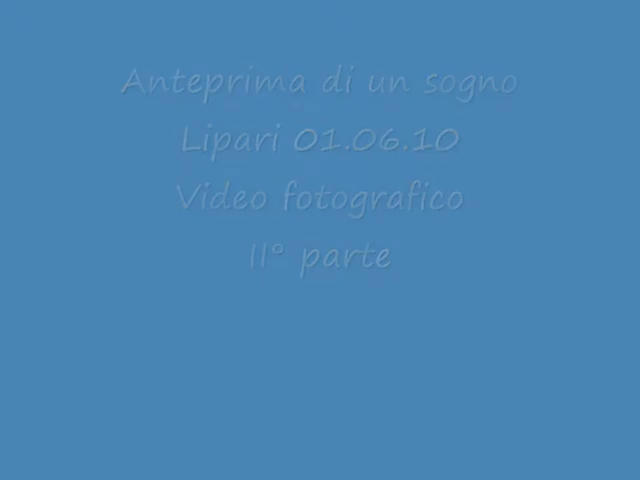 Anteprima di un sogno
Lipari 01.06.10
Video fotografico
II° parte